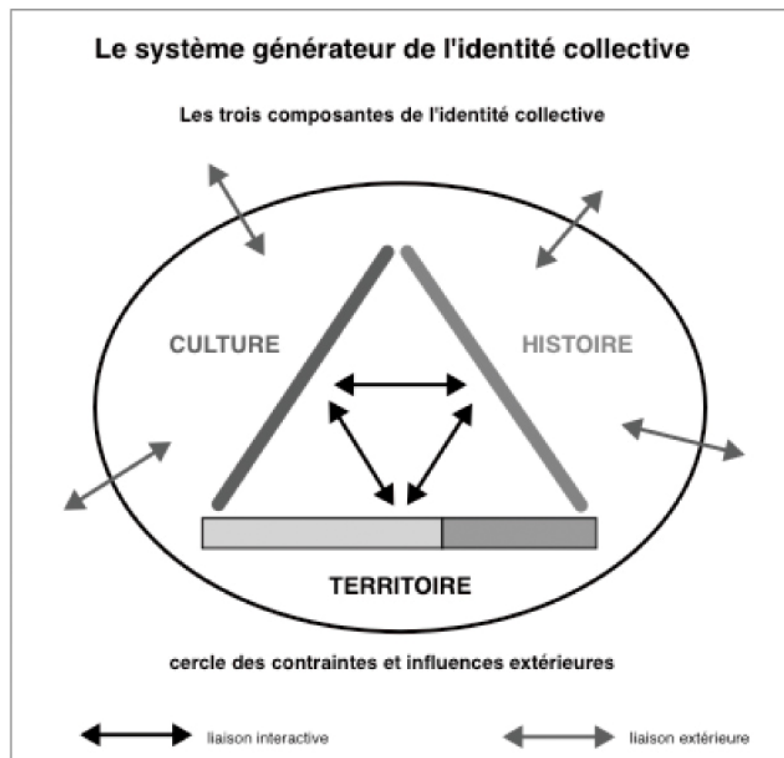 Le système générateur de l'identité collective
Les trois composantes de l'identité collective
CULTURE
HISTOIRE
TERRITOIRE
cercle des contraintes et influences extérieures
liaison interactive
liaison extérieure